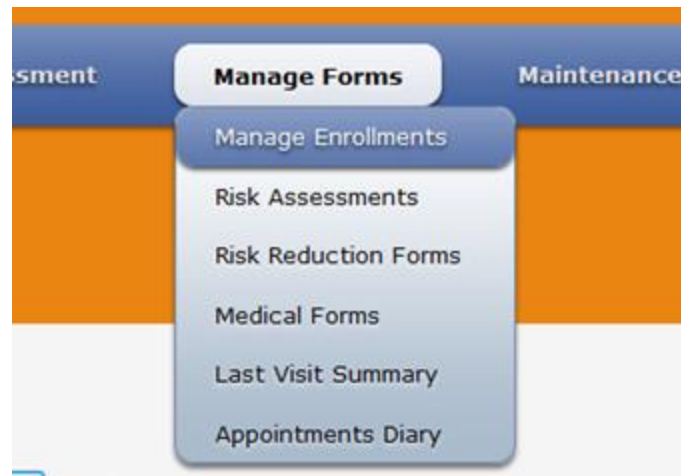 ssment Manage Forms Maintenance
Manage Enrollments
Risk Assessments
Risk Reduction Forms
Medical Forms
Last Visit Summary
Appointments Diary